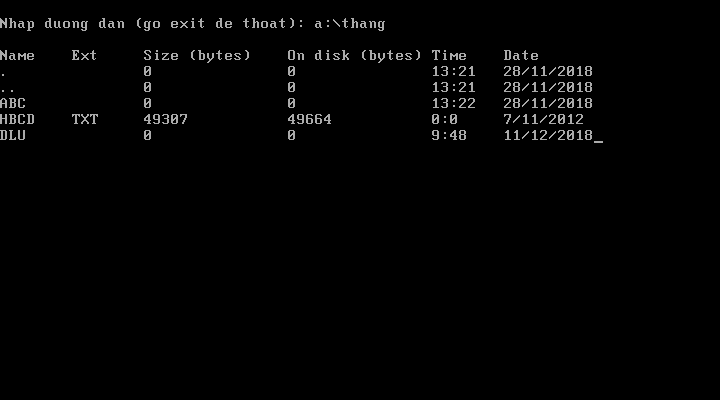 Nhap duong dan (go exit de thoat): a:\thang
Name Ext Size (bytes) On disk (bytes) Time Date
. 0 0 13:21 28/11/2018
.. 0 0 13:21 28/11/2018
ABC 0 0 13:22 28/11/2018
HBCD TXT 49307 49664 0:0 7/11/2012
DLU 0 0 9:48 11/12/2018_